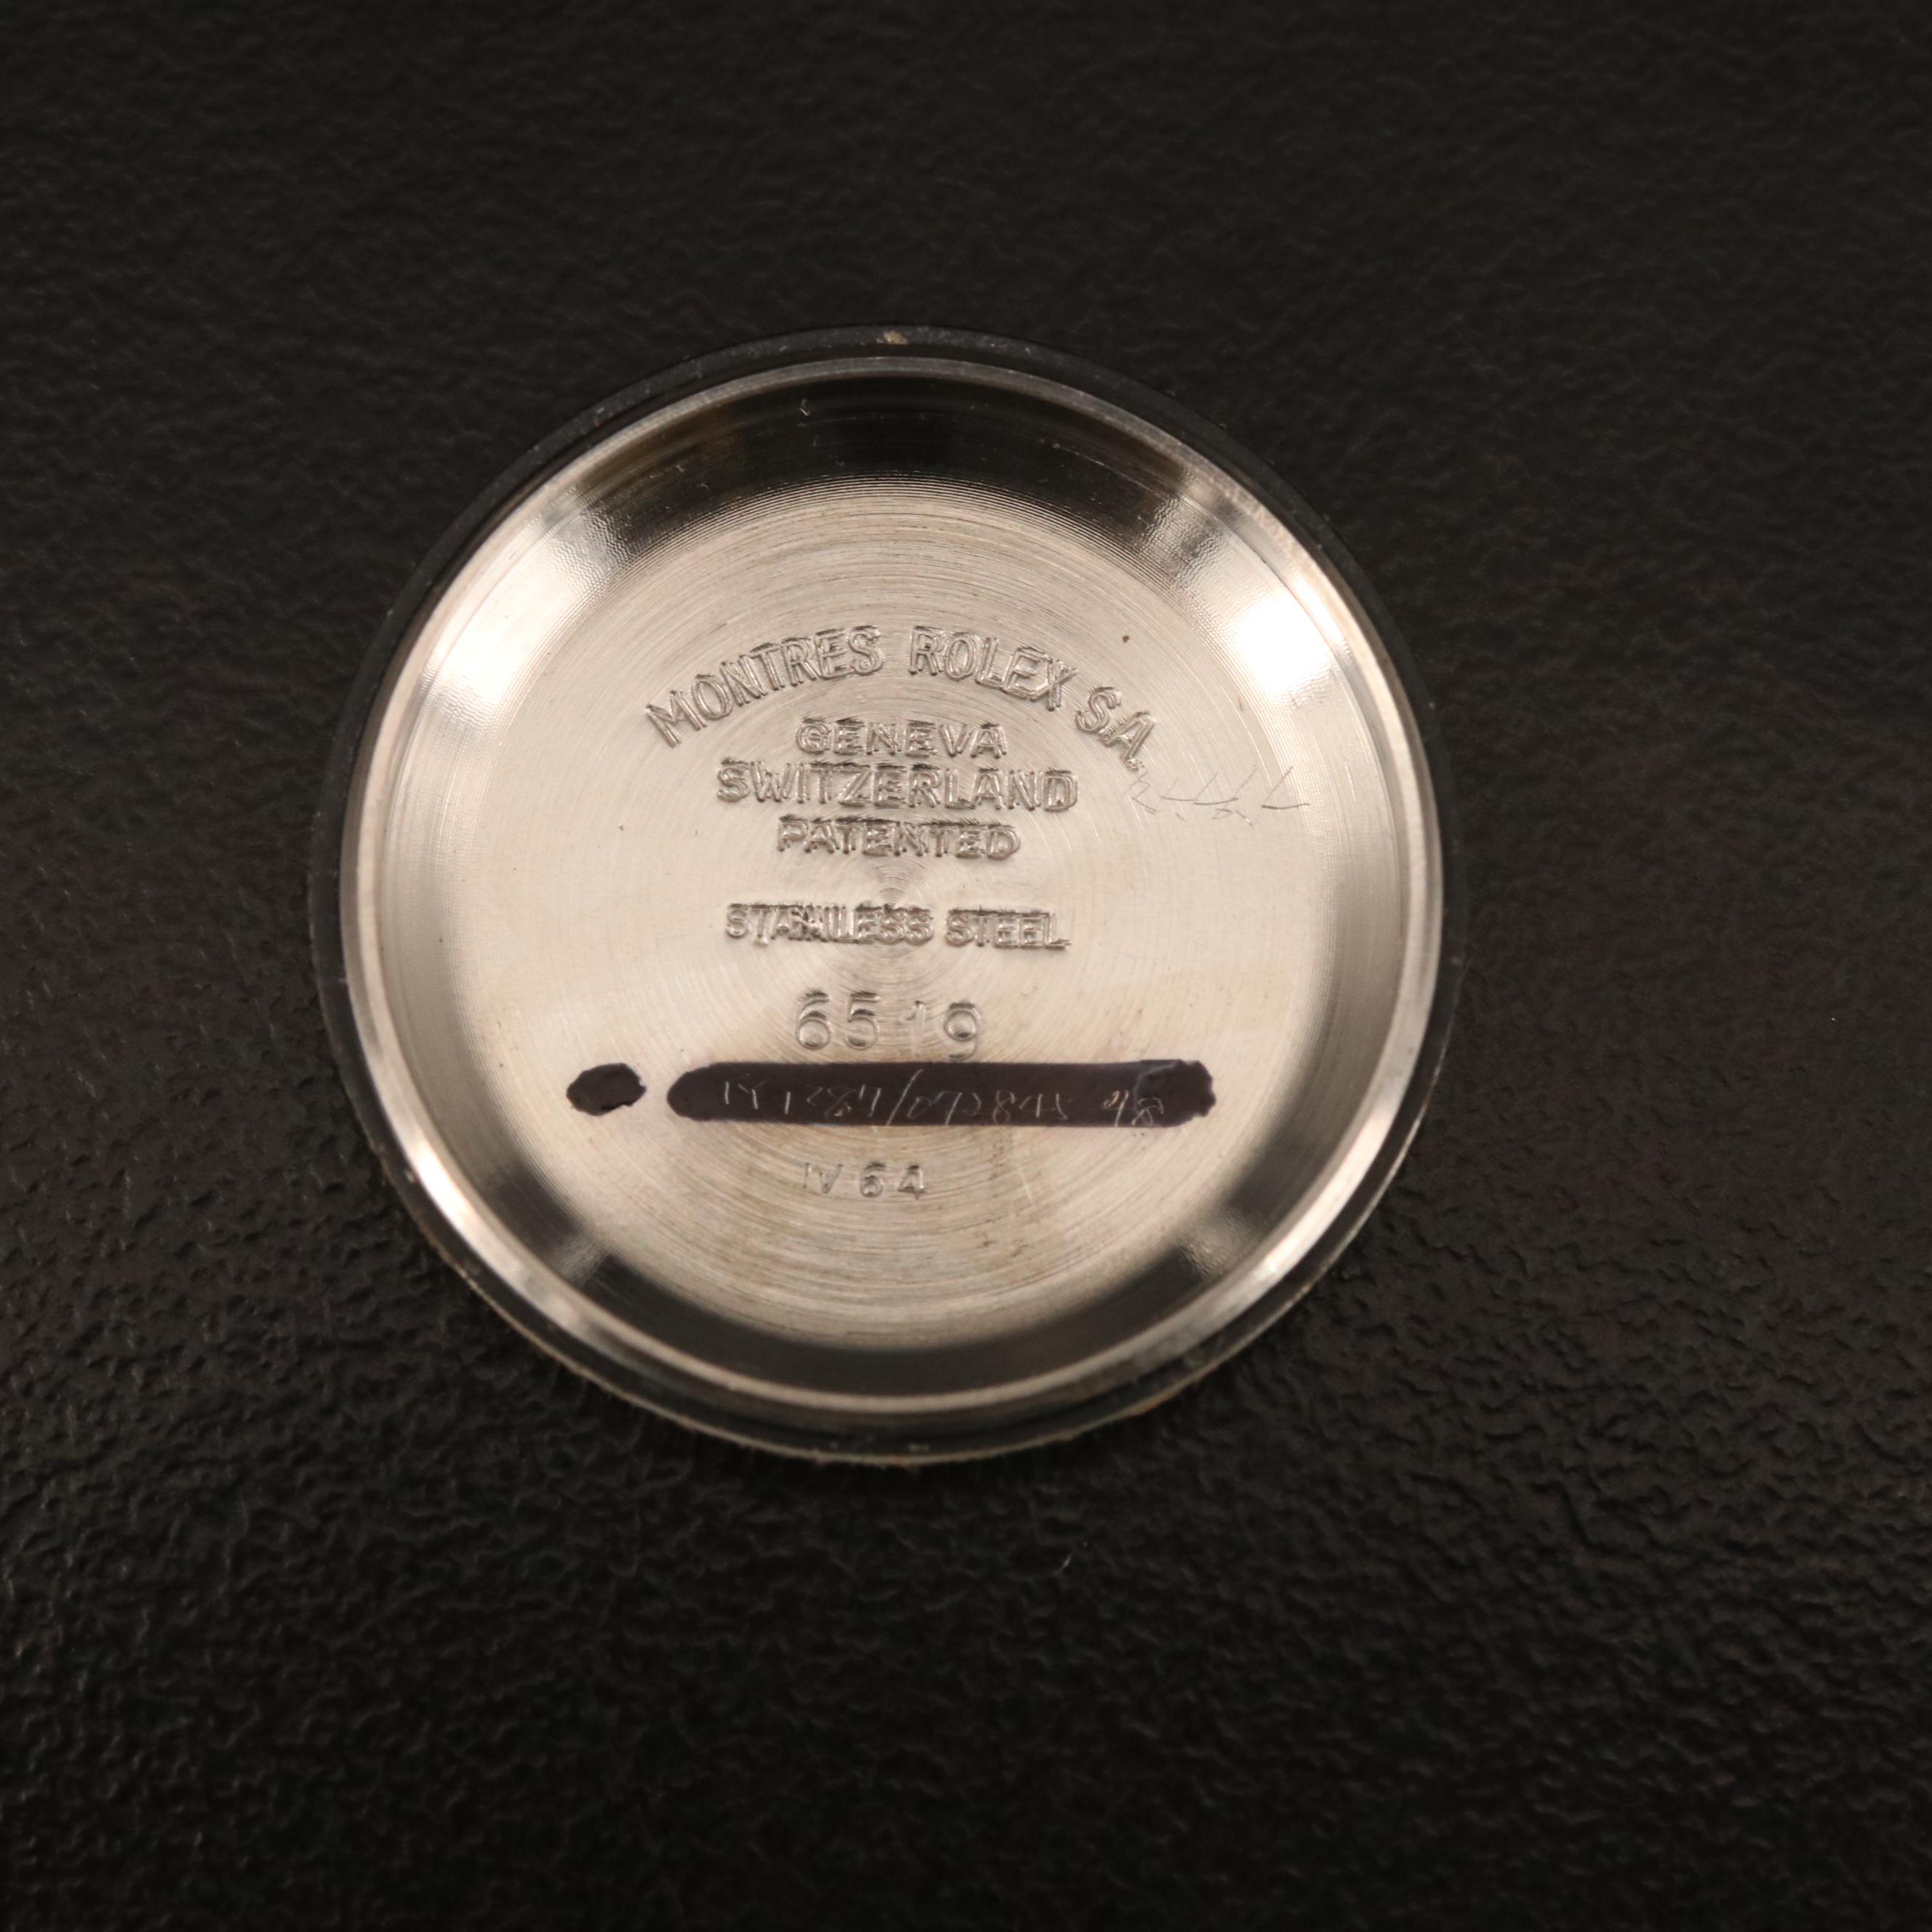 MONTRES ROLEX S.A.
GENEVA
SWITZERLAND
PATENTED
STAINLESS STEEL
6519
IV 64